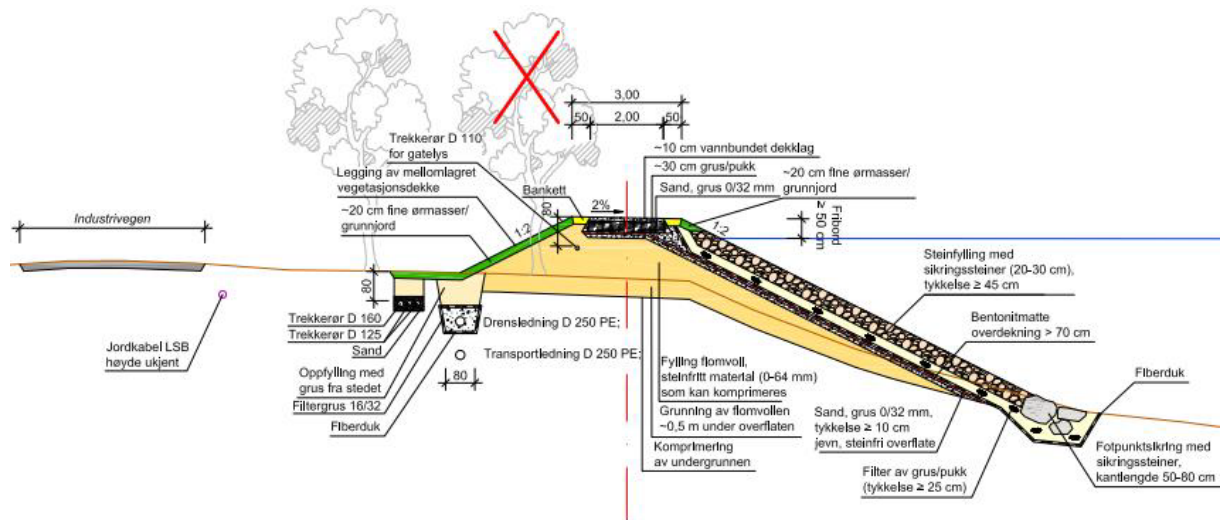 3,00
50
2,00
50
Trekkerør D 110
for gatelys
Legging av mellomlagret
vegetasjonsdekke
~20 cm fine ørmasser/
grunnjord
Bankett
2%
80
1:2
~10 cm vannbundet dekklag
~30 cm grus/pukk
Sand, grus 0/32 mm
~20 cm fine ørmasser/
grunnjord
1:2
Fribord
≥ 50 cm
Industrivegen
80
Steinfylling med
sikringssteiner (20-30 cm),
tykkelse ≥ 45 cm
Bentonitmatte
overdekning > 70 cm
Trekkerør D 160
Trekkerør D 125
Sand
Drensledning D 250 PE;
Transportledning D 250 PE;
Jordkabel LSB
høyde ukjent
Oppfylling med
grus fra stedet
Filtergrus 16/32
Fiberduk
80
Fylling flomvoll,
steinfritt material (0-64 mm)
som kan komprimeres
Grunning av flomvollen
~0,5 m under overflaten
Komprimering
av undergrunnen
Sand, grus 0/32 mm,
tykkelse ≥ 10 cm
jevn, steinfri overflate
Filter av grus/pukk
(tykkelse ≥ 25 cm)
Fiberduk
Fotpunktsikring med
sikringssteiner,
kantlengde 50-80 cm